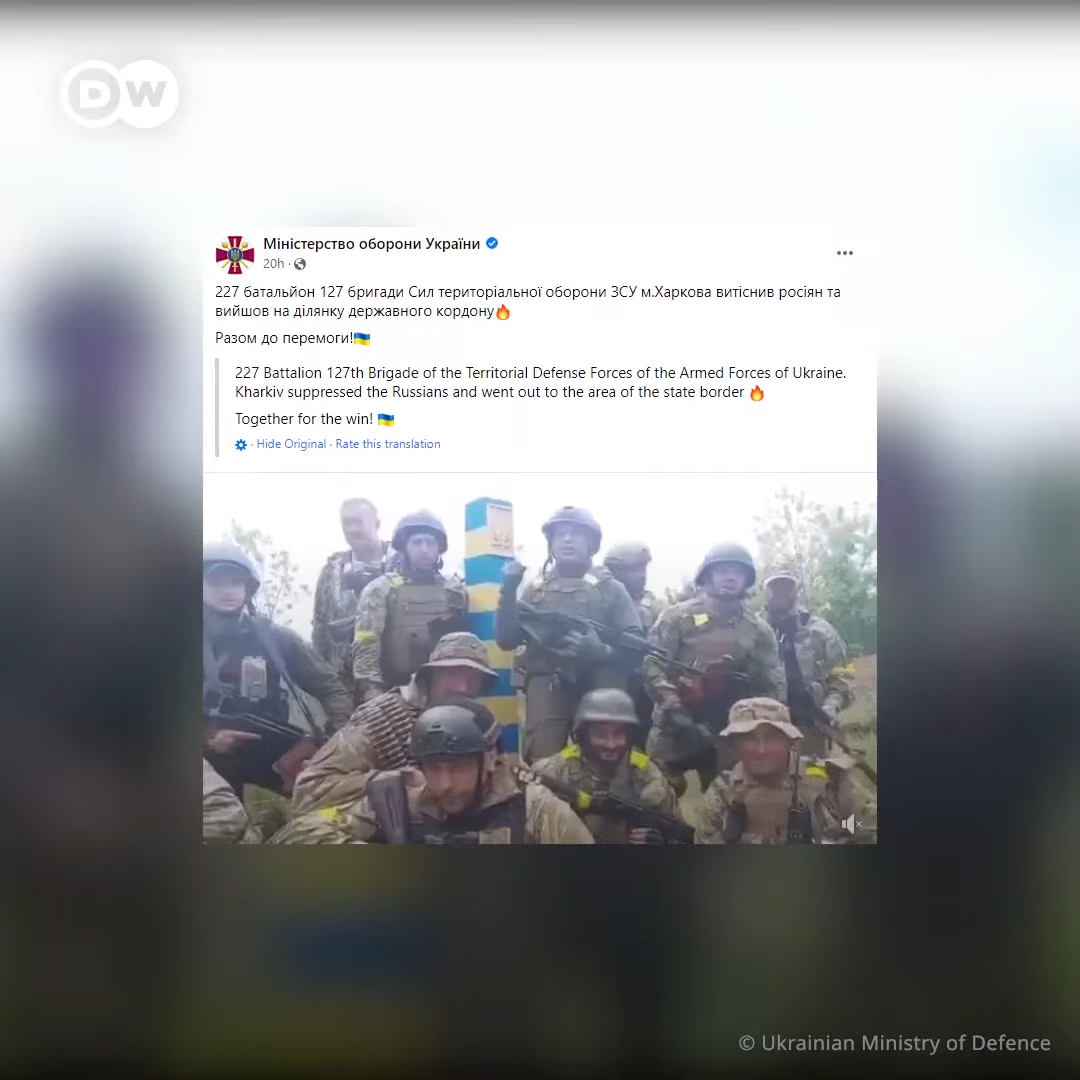 DW
Міністерство оборони України
20h ·
227 батальйон 127 бригади Сил територіальної оборони ЗСУ м.Харкова витіснив росіян та
вийшов на ділянку державного кордону🔥
Разом до перемоги!🇺🇦
227 Battalion 127th Brigade of the Territorial Defense Forces of the Armed Forces of Ukraine.
Kharkiv suppressed the Russians and went out to the area of the state border 🔥
Together for the win! 🇺🇦
· Hide Original · Rate this translation
© Ukrainian Ministry of Defence